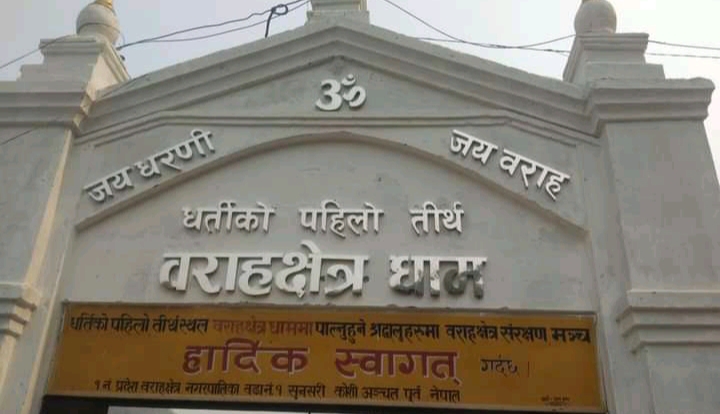 ॐ
जय धरणी
जय वराह
धर्तीको पहिलो तीर्थ
वराहक्षेत्र धाम
धर्तिको पहिलो तीर्थस्थल वराहक्षेत्र धाममा पाल्नुहुने श्रद्धालुहरूमा वराहक्षेत्र संरक्षण मञ्च
हार्दिक स्वागत् गर्दछ ।
१ नं. प्रदेश वराहक्षेत्र नगरपालिका वडा नं. १ सुनसरी कोशी अञ्चल पूर्व नेपाल